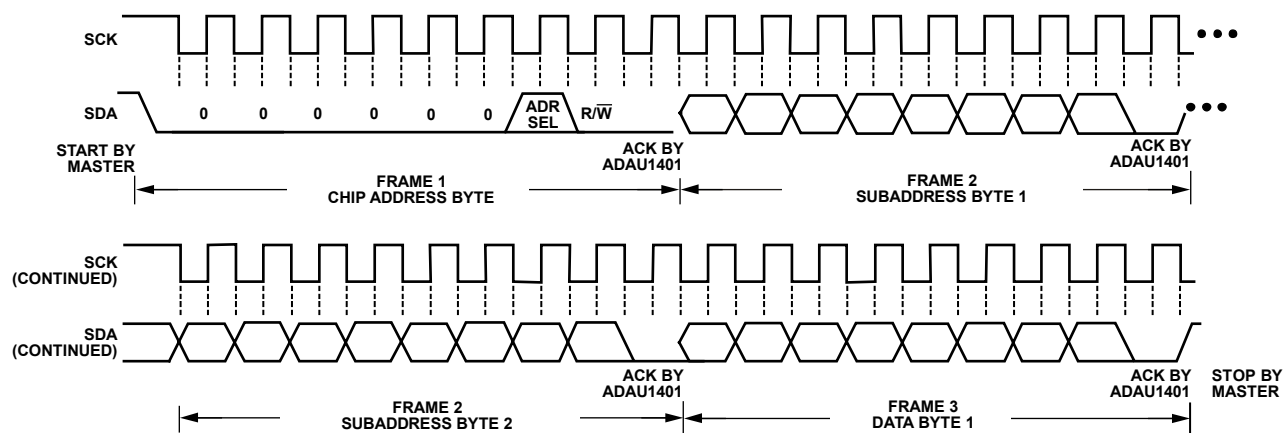 SCK
SDA
0 0 0 0 0 0 ADR SEL R/W̅
START BY
MASTER
ACK BY
ADAU1401
ACK BY
ADAU1401
FRAME 1
CHIP ADDRESS BYTE
FRAME 2
SUBADDRESS BYTE 1
SCK
(CONTINUED)
SDA
(CONTINUED)
ACK BY
ADAU1401
ACK BY
ADAU1401
STOP BY
MASTER
FRAME 2
SUBADDRESS BYTE 2
FRAME 3
DATA BYTE 1